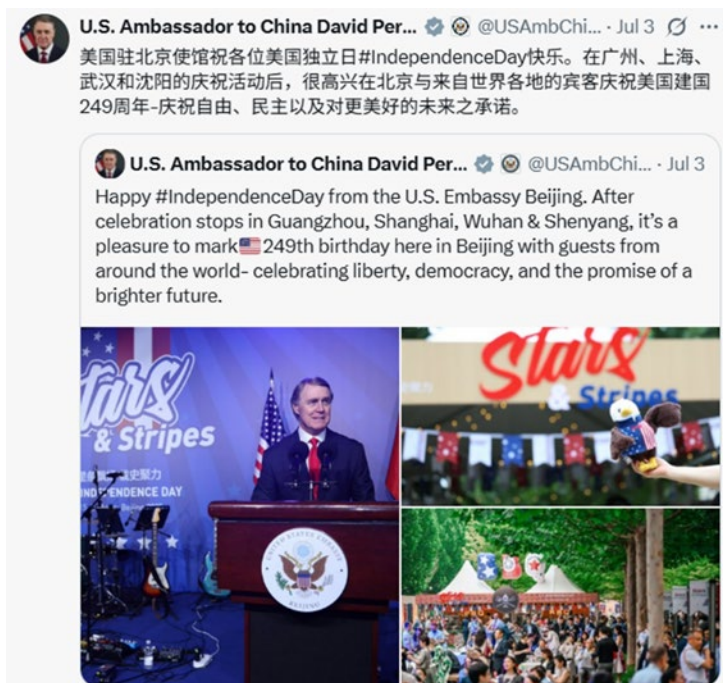 U.S. Ambassador to China David Per... @USAmbChi... · Jul 3
美国驻北京使馆祝各位美国独立日#IndependenceDay快乐。在广州、上海、
武汉和沈阳的庆祝活动后，很高兴在北京与来自世界各地的宾客庆祝美国建国
249周年-庆祝自由、民主以及对更美好的未来之承诺。
U.S. Ambassador to China David Per... @USAmbChi... · Jul 3
Happy #IndependenceDay from the U.S. Embassy Beijing. After
celebration stops in Guangzhou, Shanghai, Wuhan & Shenyang, it's a
pleasure to mark🇺🇸249th birthday here in Beijing with guests from
around the world- celebrating liberty, democracy, and the promise of a
brighter future.
tars
& Stripes
史聚力
INDEPENDENCE DAY
UNITED STATES EMBASSY
BEIJING
Stars
& Stripes